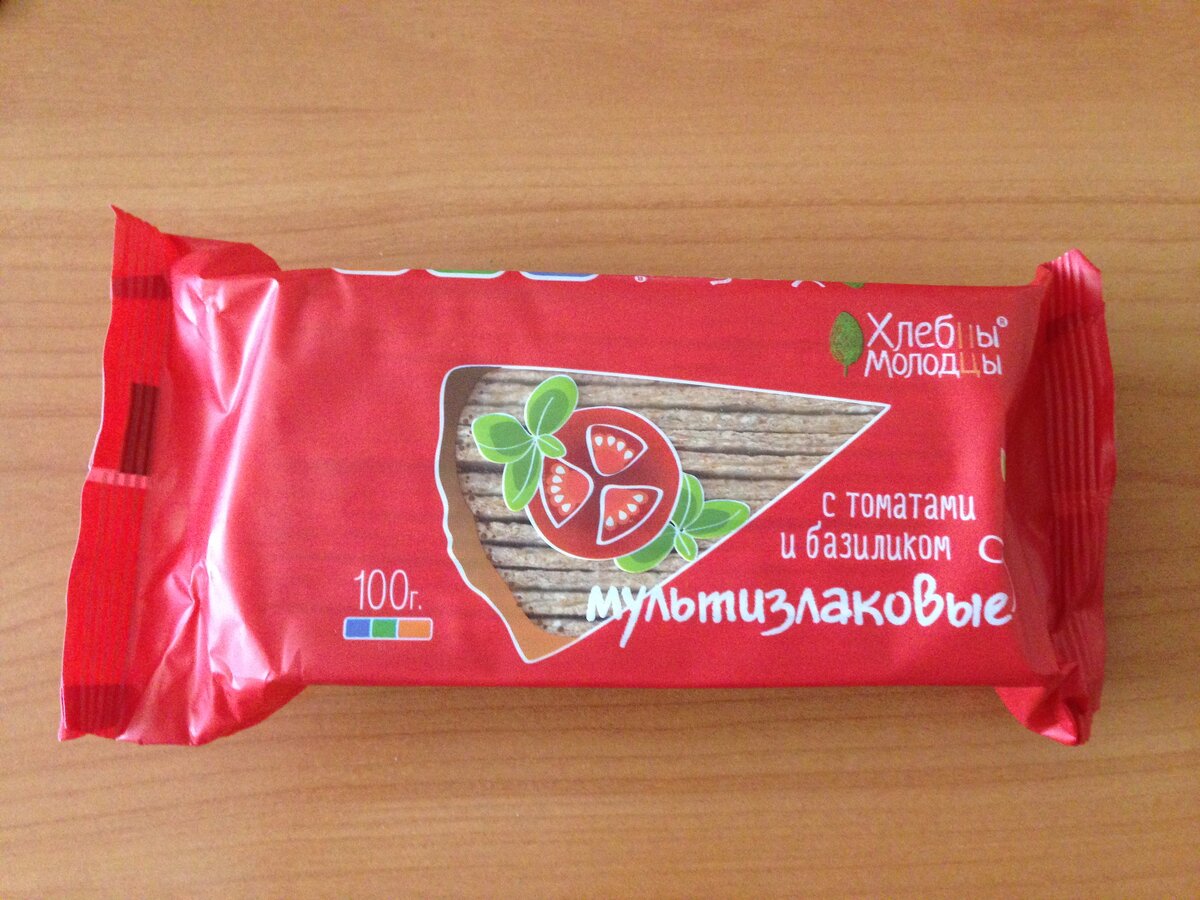 Хлебцы®
Молодцы
с томатами
и базиликом
мультизлаковые
100г.